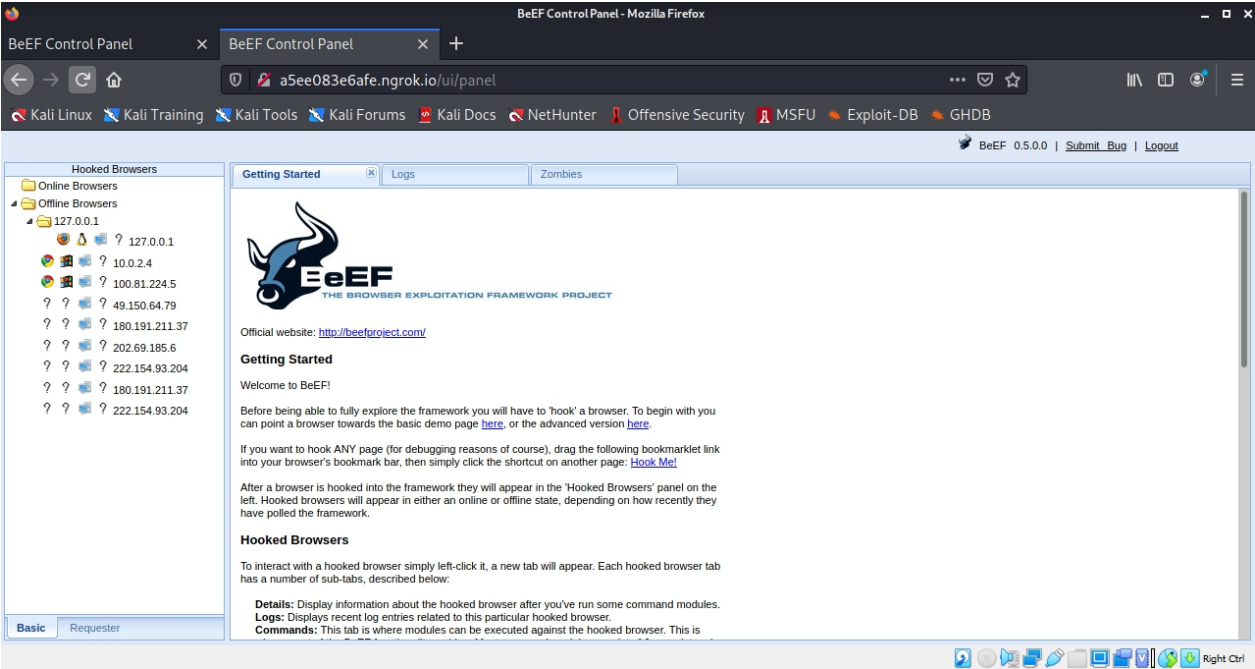 BeEF Control Panel - Mozilla Firefox
BeEF Control Panel
BeEF Control Panel
a5ee083e6afe.ngrok.io/ui/panel
Kali Linux Kali Training Kali Tools Kali Forums Kali Docs NetHunter Offensive Security MSFU Exploit-DB GHDB
BeEF 0.5.0.0 | Submit Bug | Logout
Hooked Browsers
Online Browsers
Offline Browsers
127.0.0.1
? 127.0.0.1
? 10.0.2.4
? 100.81.224.5
? ? ? 49.150.64.79
? ? ? 180.191.211.37
? ? ? 202.69.185.6
? ? ? 222.154.93.204
? ? ? 180.191.211.37
? ? ? 222.154.93.204
Basic Requester
Getting Started Logs Zombies
BeEF
THE BROWSER EXPLOITATION FRAMEWORK PROJECT
Official website: http://beefproject.com/
Getting Started
Welcome to BeEF!
Before being able to fully explore the framework you will have to 'hook' a browser. To begin with you
can point a browser towards the basic demo page here, or the advanced version here.
If you want to hook ANY page (for debugging reasons of course), drag the following bookmarklet link
into your browser's bookmark bar, then simply click the shortcut on another page: Hook Me!
After a browser is hooked into the framework they will appear in the 'Hooked Browsers' panel on the
left. Hooked browsers will appear in either an online or offline state, depending on how recently they
have polled the framework.
Hooked Browsers
To interact with a hooked browser simply left-click it, a new tab will appear. Each hooked browser tab
has a number of sub-tabs, described below:
Details: Display information about the hooked browser after you've run some command modules.
Logs: Displays recent log entries related to this particular hooked browser.
Commands: This tab is where modules can be executed against the hooked browser. This is
Right Ctrl